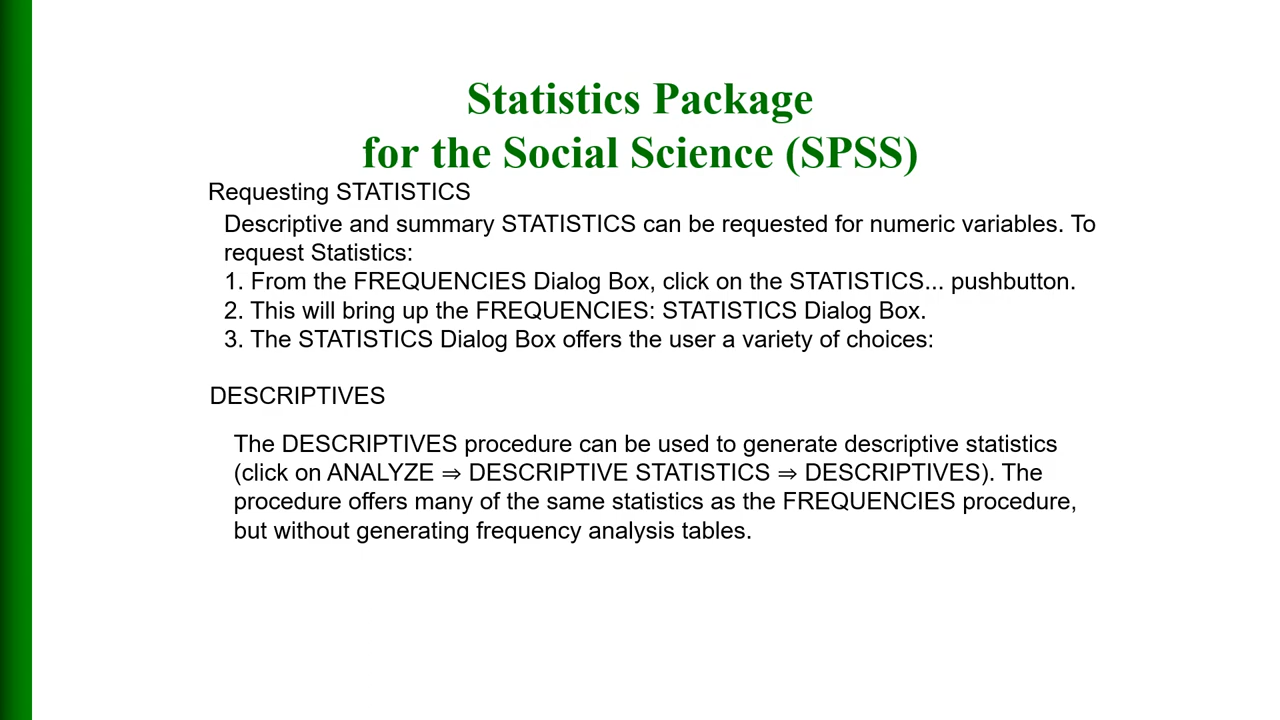 Statistics Package
for the Social Science (SPSS)
Requesting STATISTICS
Descriptive and summary STATISTICS can be requested for numeric variables. To
request Statistics:
1. From the FREQUENCIES Dialog Box, click on the STATISTICS... pushbutton.
2. This will bring up the FREQUENCIES: STATISTICS Dialog Box.
3. The STATISTICS Dialog Box offers the user a variety of choices:
DESCRIPTIVES
The DESCRIPTIVES procedure can be used to generate descriptive statistics
(click on ANALYZE ⇒ DESCRIPTIVE STATISTICS ⇒ DESCRIPTIVES). The
procedure offers many of the same statistics as the FREQUENCIES procedure,
but without generating frequency analysis tables.